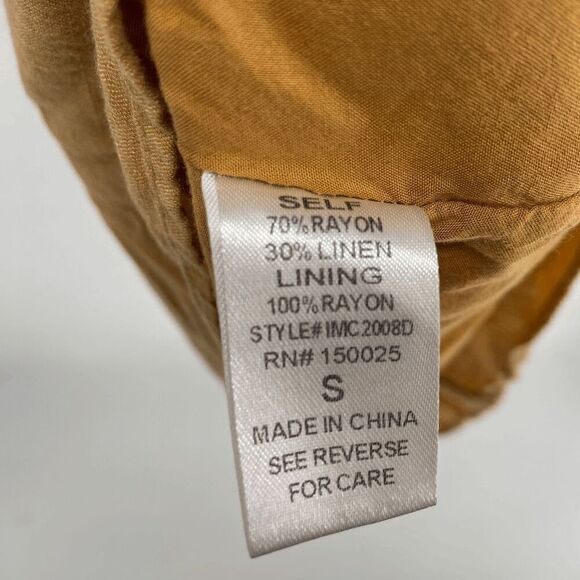 SELF
70% RAYON
30% LINEN
LINING
100% RAYON
STYLE# IMC2008D
RN# 150025
S
MADE IN CHINA
SEE REVERSE
FOR CARE